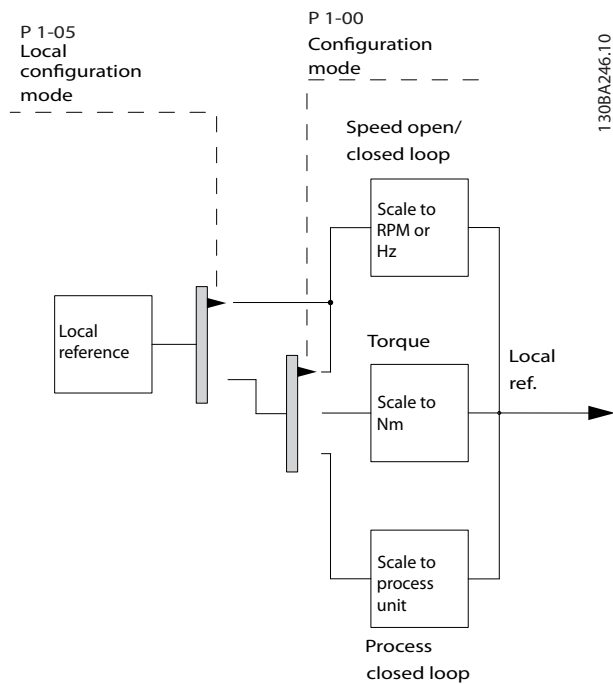 P 1-05
Local
configuration
mode
P 1-00
Configuration
mode
130BA246.10
Speed open/
closed loop
Scale to
RPM or
Hz
Local
reference
Torque
Scale to
Nm
Local
ref.
Scale to
process
unit
Process
closed loop